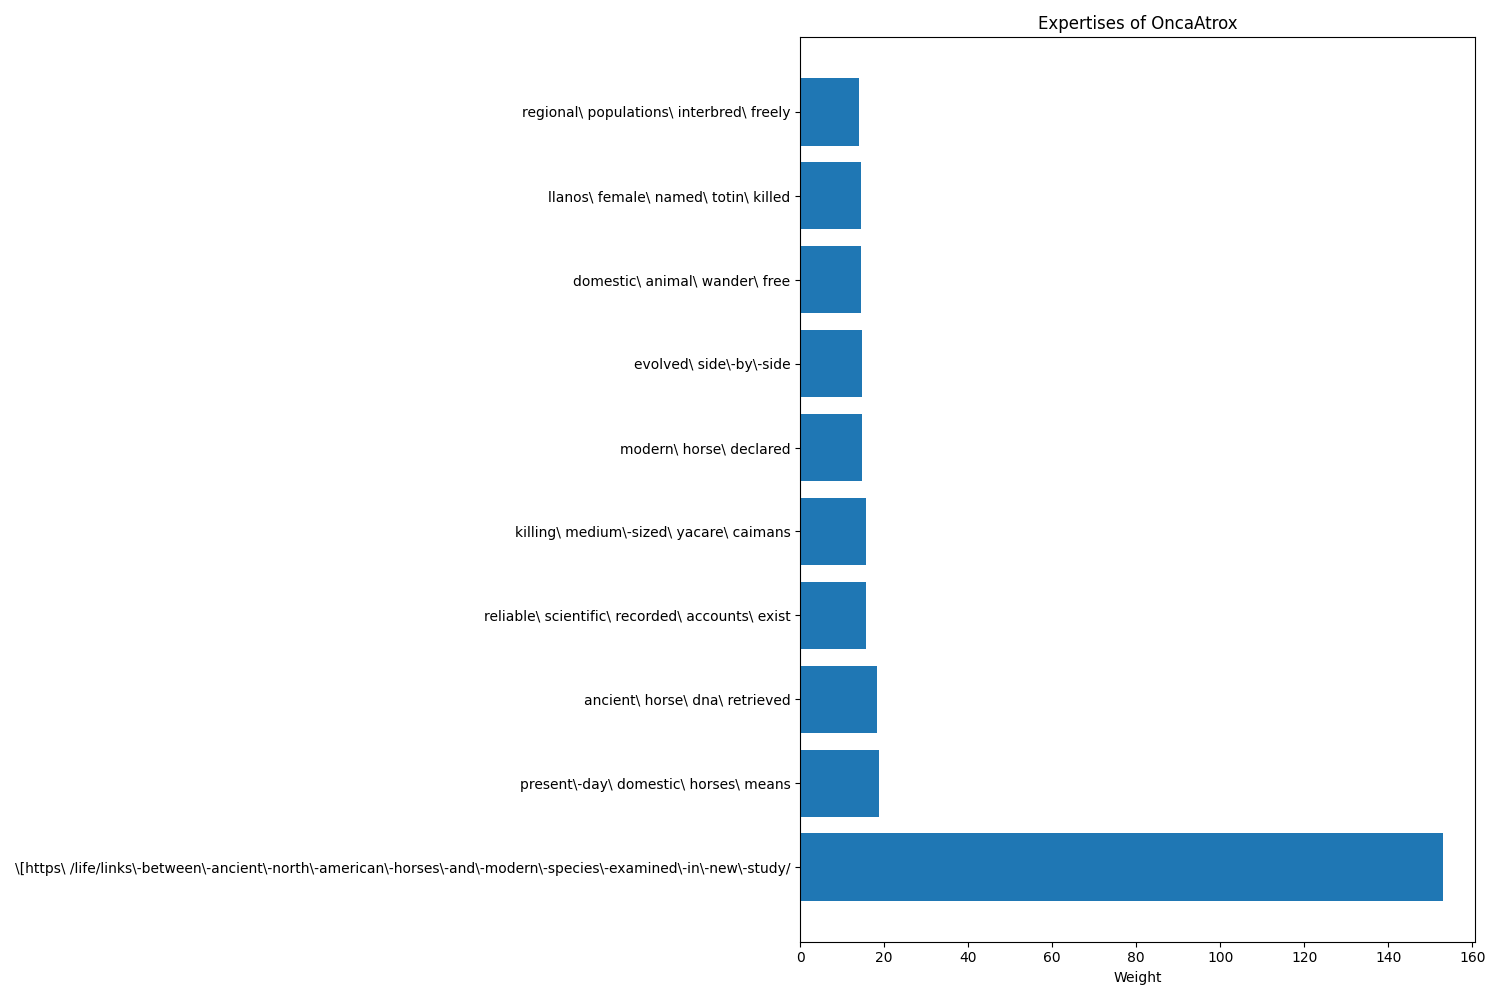 Expertises of OncaAtrox
regional\ populations\ interbred\ freely
llanos\ female\ named\ totin\ killed
domestic\ animal\ wander\ free
evolved\ side\-by\-side
modern\ horse\ declared
killing\ medium\-sized\ yacare\ caimans
reliable\ scientific\ recorded\ accounts\ exist
ancient\ horse\ dna\ retrieved
present\-day\ domestic\ horses\ means
\[https\ /life/links\-between\-ancient\-north\-american\-horses\-and\-modern\-species\-examined\-in\-new\-study/
0 20 40 60 80 100 120 140 160
Weight